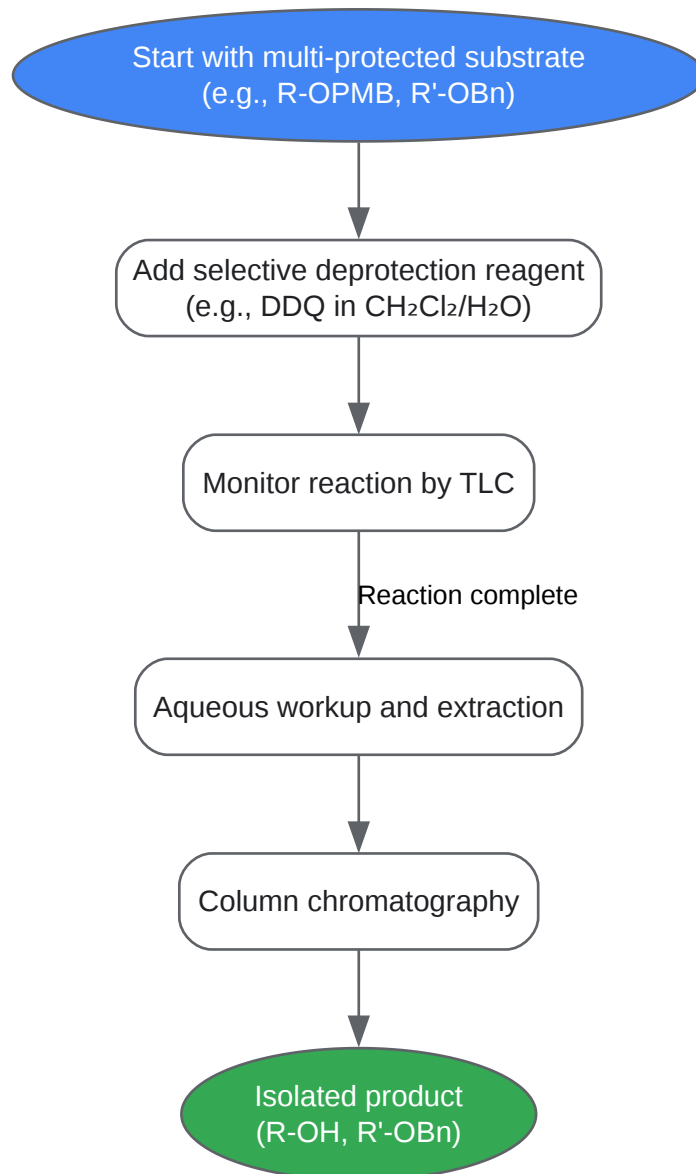 Start with multi-protected substrate
(e.g., R-OPMB, R'-OBn)
Add selective deprotection reagent
(e.g., DDQ in CH₂Cl₂/H₂O)
Monitor reaction by TLC
Reaction complete
Aqueous workup and extraction
Column chromatography
Isolated product
(R-OH, R'-OBn)